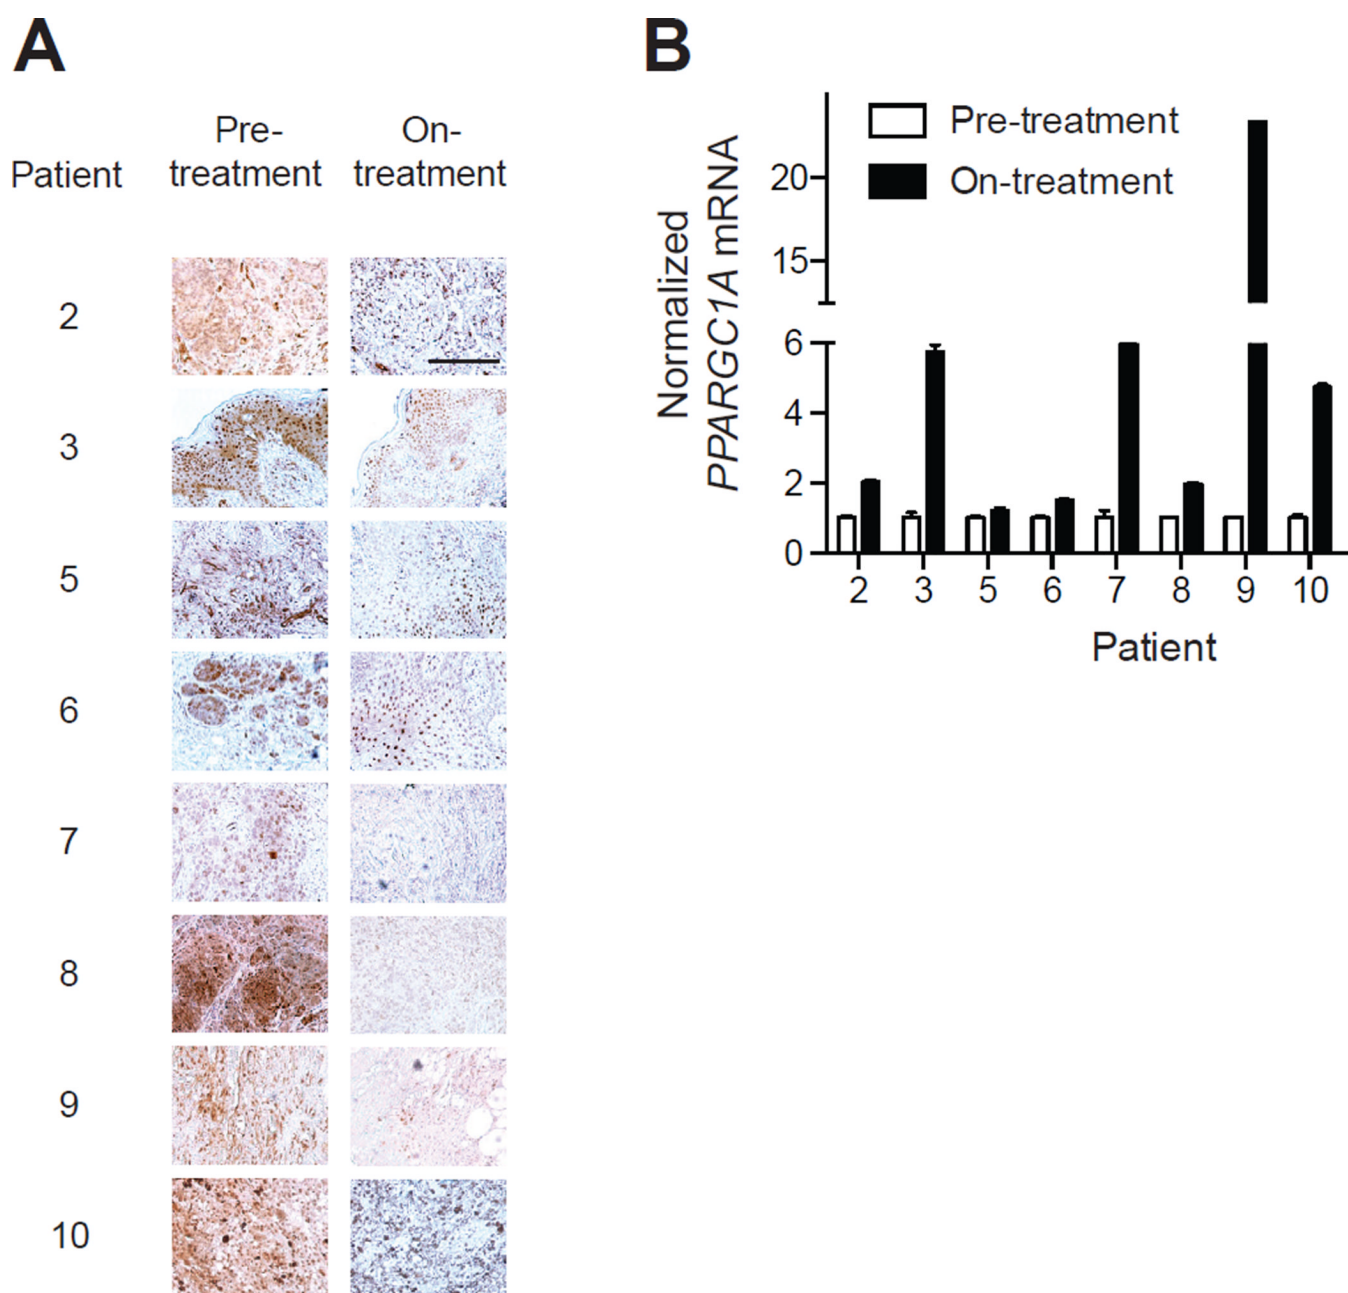 A
Patient
Pre-
treatment
On-
treatment
2
3
5
6
7
8
9
10
B
Normalized
PPARGC1A mRNA
Pre-treatment
On-treatment
20
15
6
4
2
0
2 3 5 6 7 8 9 10
Patient